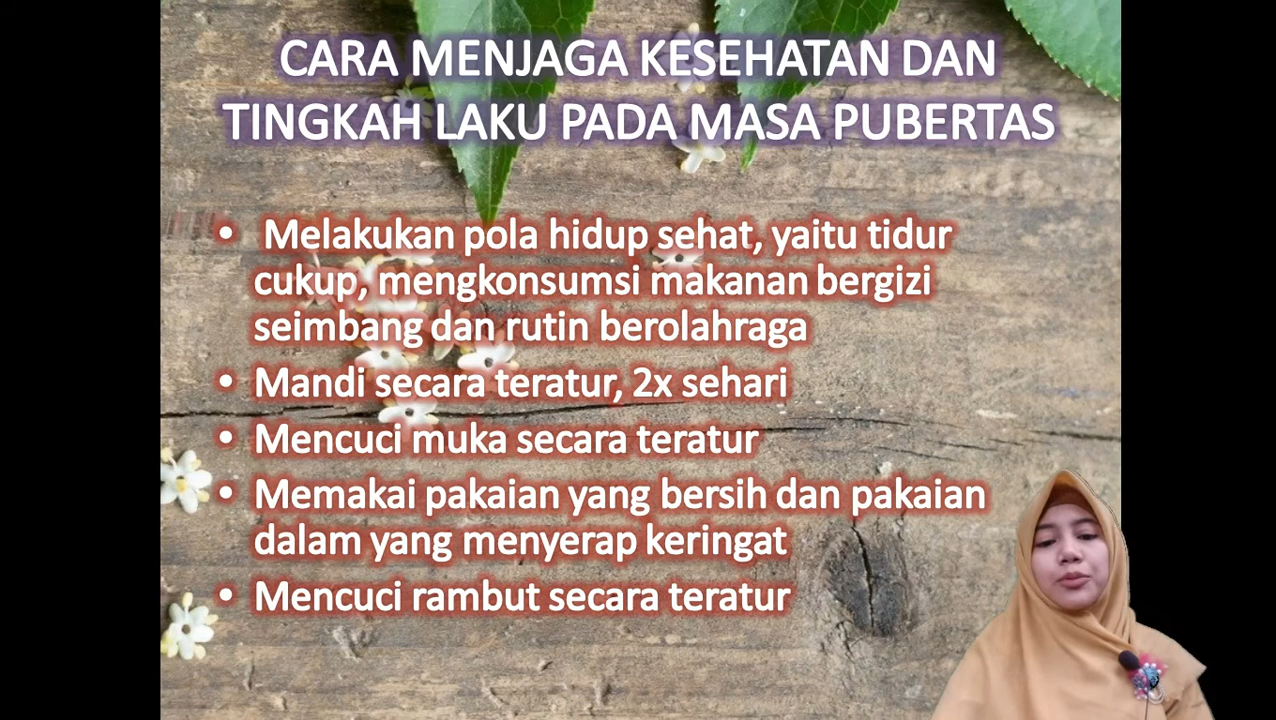 CARA MENJAGA KESEHATAN DAN
TINGKAH LAKU PADA MASA PUBERTAS
• Melakukan pola hidup sehat, yaitu tidur
cukup, mengkonsumsi makanan bergizi
seimbang dan rutin berolahraga
• Mandi secara teratur, 2x sehari
• Mencuci muka secara teratur
• Memakai pakaian yang bersih dan pakaian
dalam yang menyerap keringat
• Mencuci rambut secara teratur